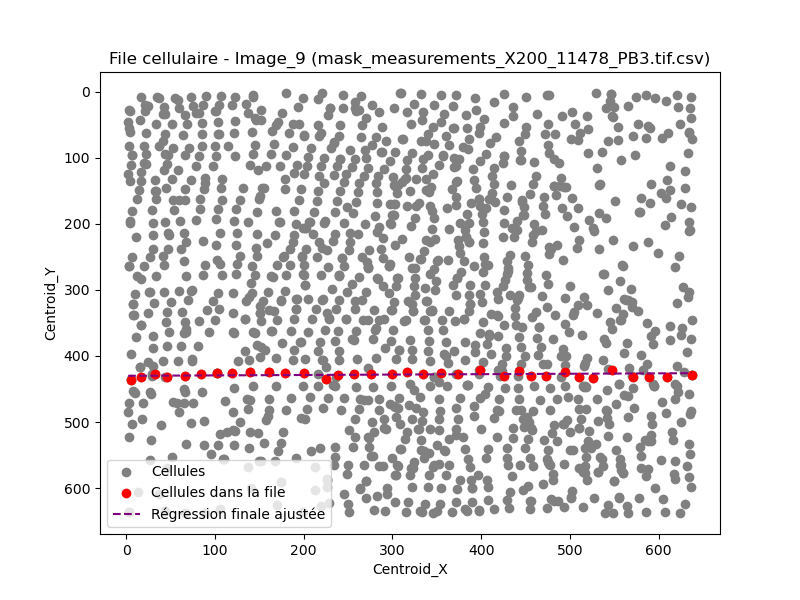 File cellulaire - Image_9 (mask_measurements_X200_11478_PB3.tif.csv)
0
100
200
300
400
500
600
Centroid_Y
Cellules
Cellules dans la file
Régression finale ajustée
0 100 200 300 400 500 600
Centroid_X